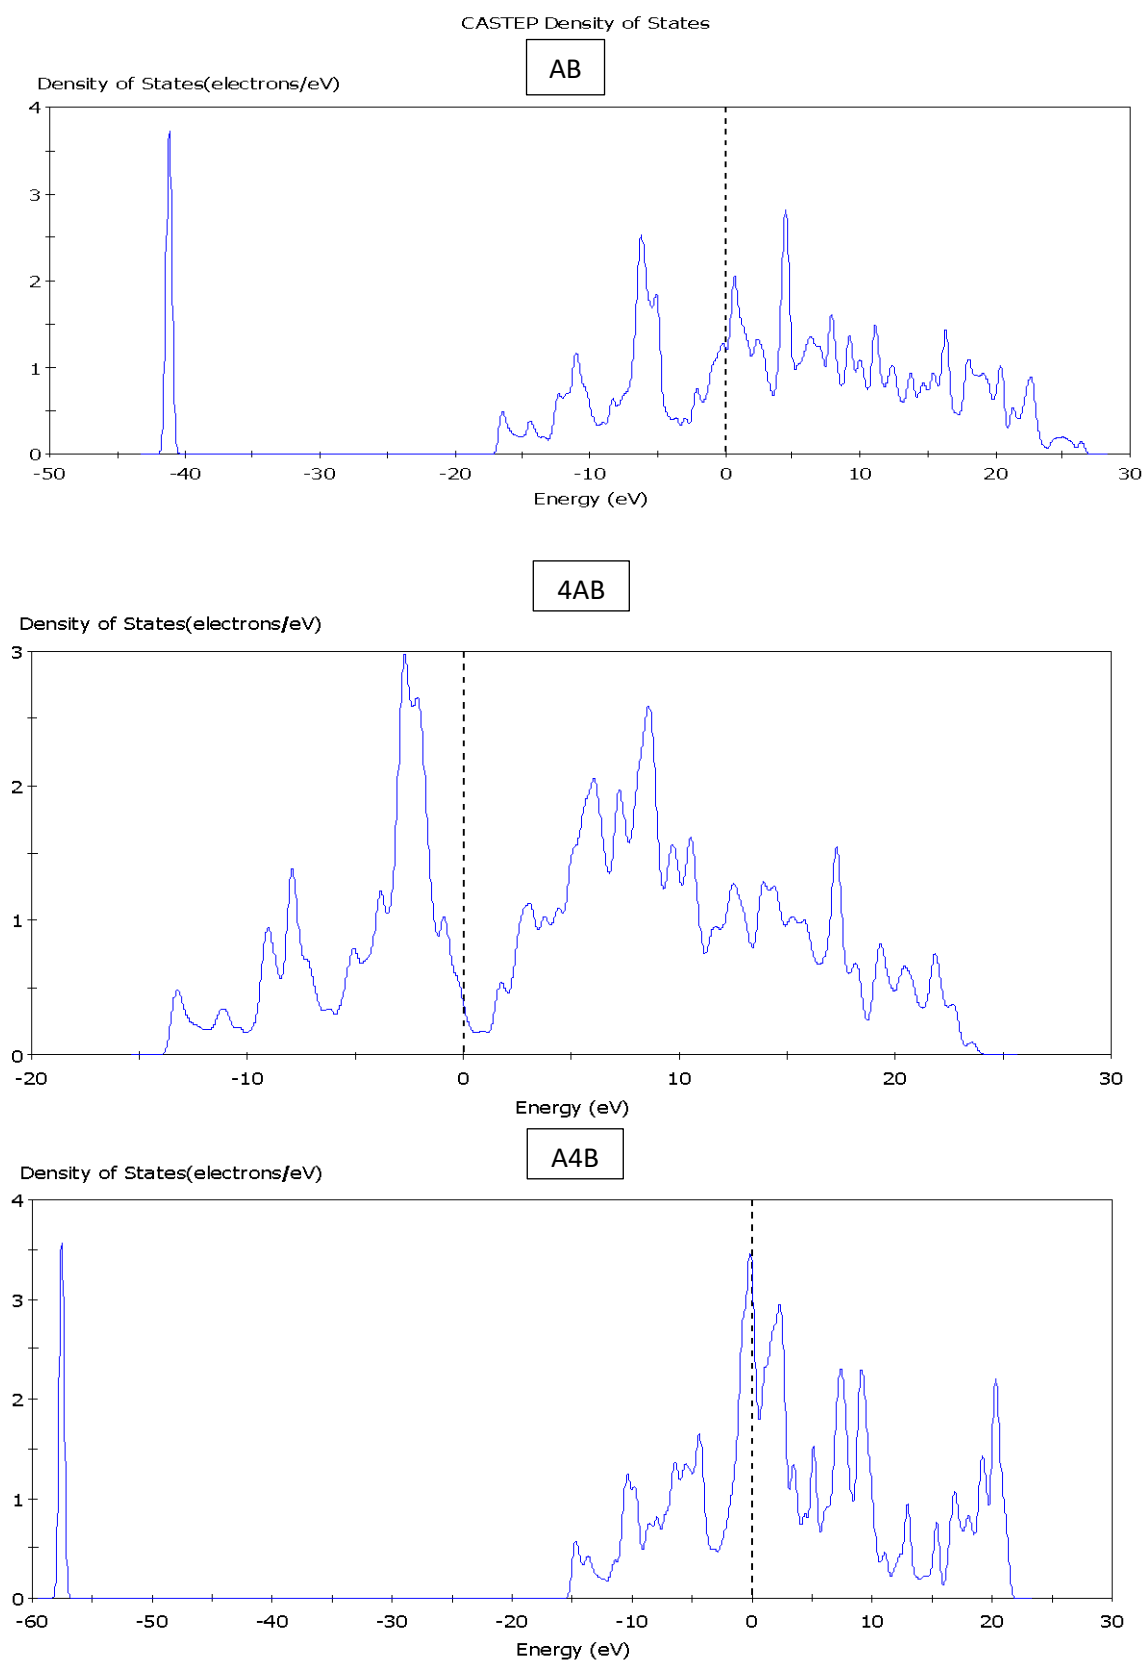 CASTEP Density of States
AB
Density of States(electrons/eV)
4
3
2
1
0
-50 -40 -30 -20 -10 0 10 20 30
Energy (eV)
4AB
Density of States(electrons/eV)
3
2
1
0
-20 -10 0 10 20 30
Energy (eV)
A4B
Density of States(electrons/eV)
4
3
2
1
0
-60 -50 -40 -30 -20 -10 0 10 20 30
Energy (eV)